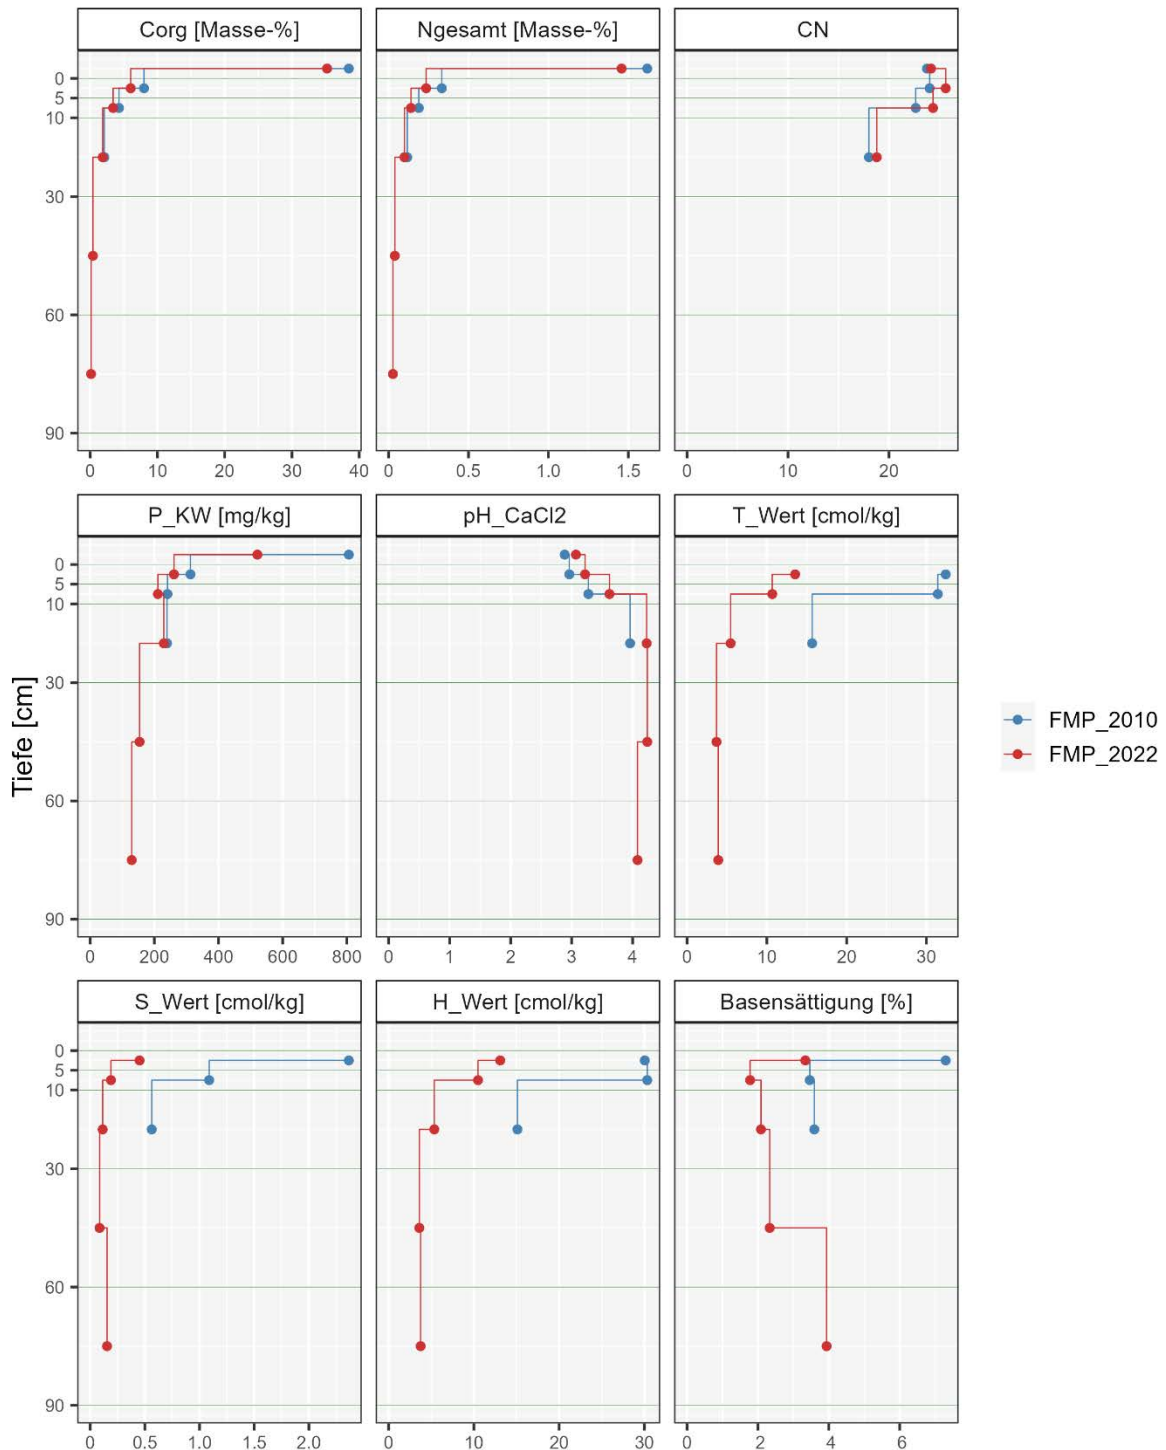 Corg [Masse-%] Ngesamt [Masse-%] CN
0
5
10
30
60
90
0 10 20 30 40 0 0.5 1.0 1.5 0 10 20
P_KW [mg/kg] pH_CaCl2 T_Wert [cmol/kg]
0
5
10
30
60
90
0 200 400 600 800 0 1 2 3 4 0 10 20 30
S_Wert [cmol/kg] H_Wert [cmol/kg] Basensättigung [%]
0
5
10
30
60
90
0 0.5 1.0 1.5 2.0 0 10 20 30 0 2 4 6
Tiefe [cm]
FMP_2010
FMP_2022